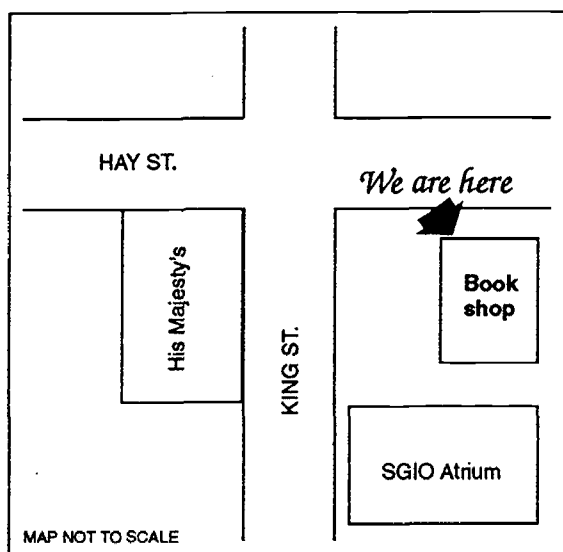 HAY ST.
We are here
His Majesty's
KING ST.
Book
shop
SGIO Atrium
MAP NOT TO SCALE